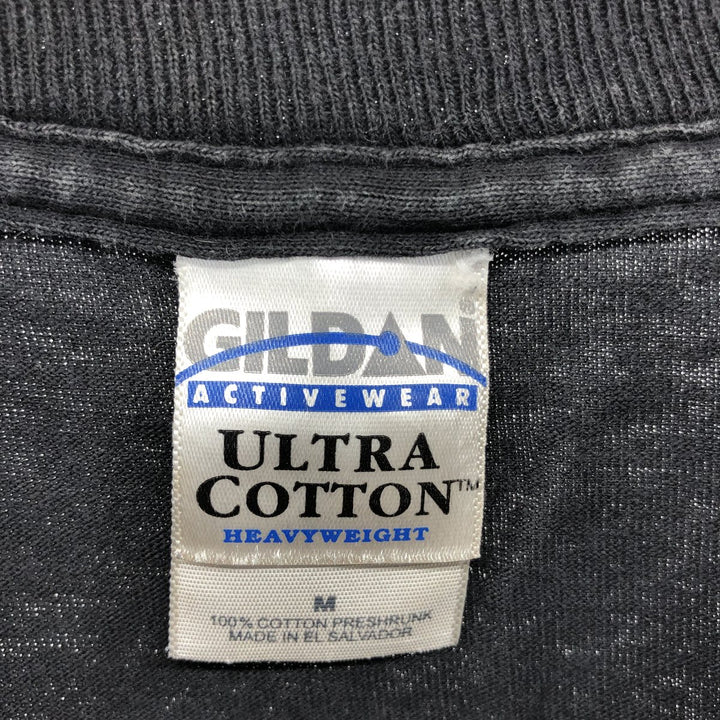 GILDAN®
ACTIVEWEAR
ULTRA
COTTON™
HEAVYWEIGHT
M
100% COTTON PRESHRUNK
MADE IN EL SALVADOR